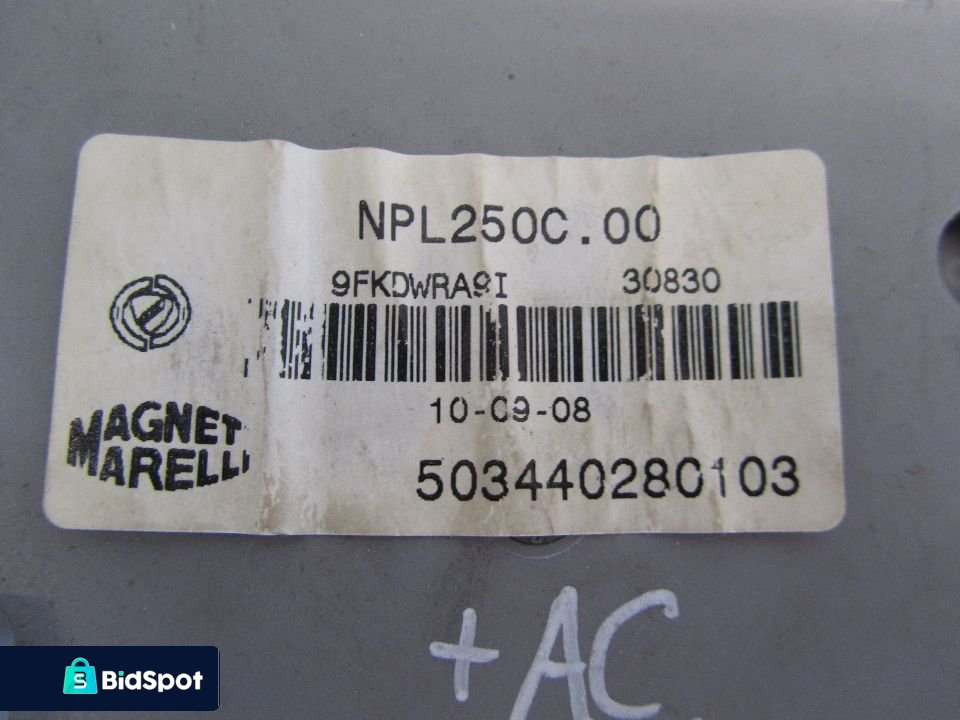 NPL250C.00
9FKDWRA9I 30830
10-09-08
MAGNETI
MARELLI
503440280103
+AC
BidSpot